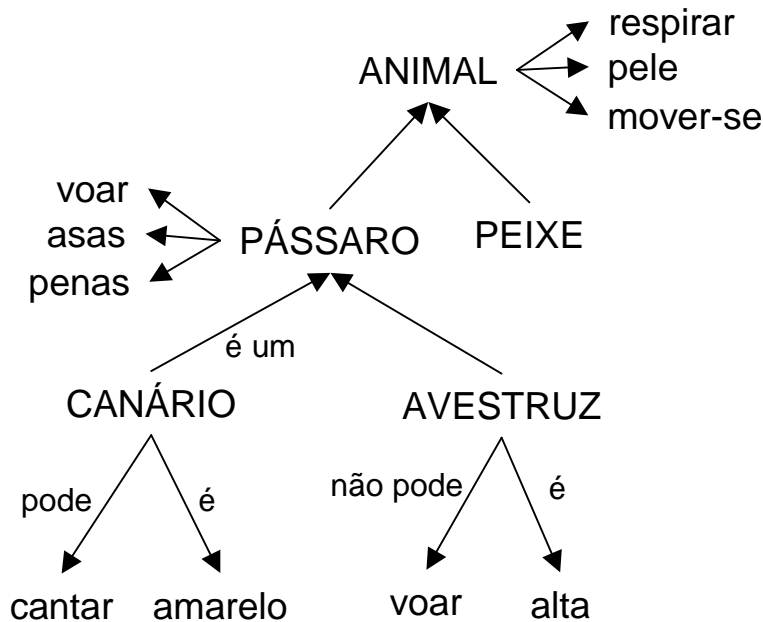 respirar
ANIMAL
pele
mover-se
voar
asas
PÁSSARO
PEIXE
penas
é um
CANÁRIO
AVESTRUZ
pode
é
não pode
é
cantar
amarelo
voar
alta